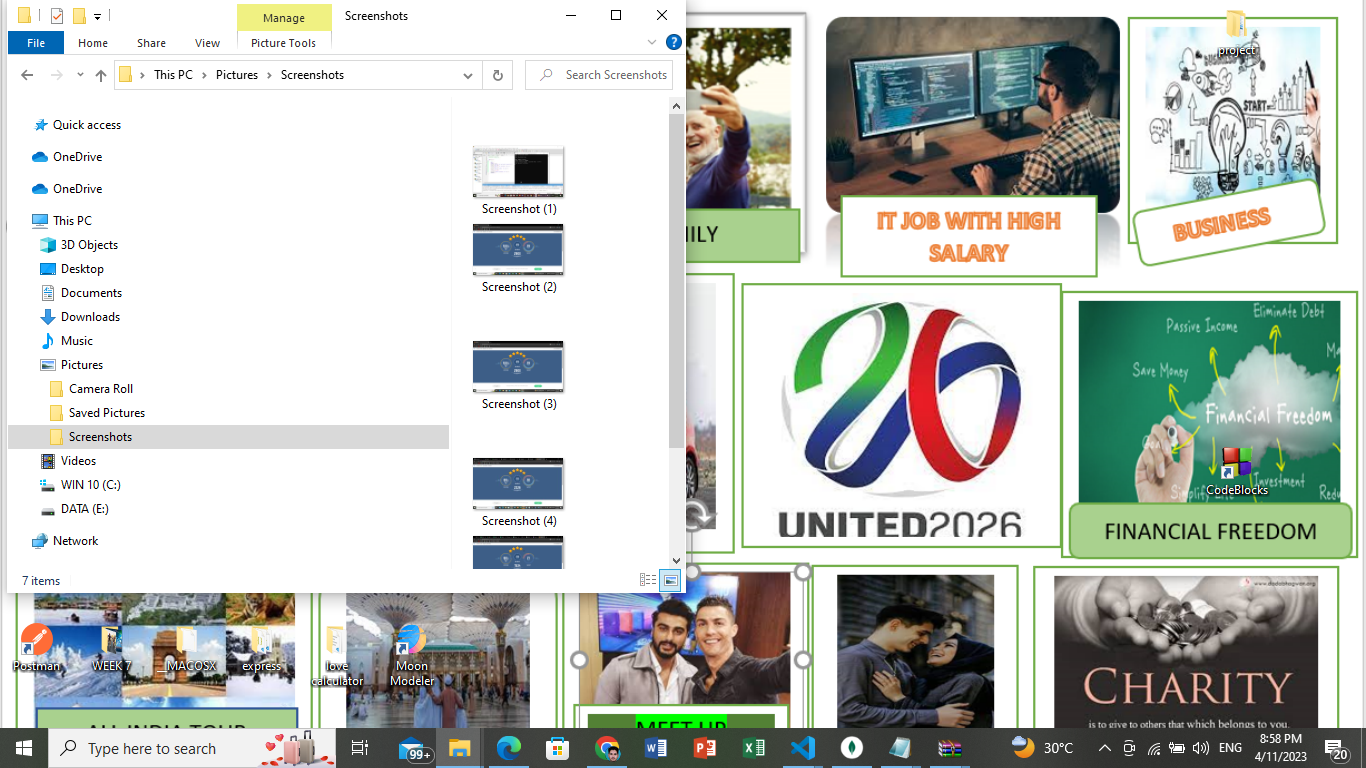 Manage
Screenshots
File
Home
Share
View
Picture Tools
This PC
Pictures
Screenshots
Search Screenshots
Quick access
OneDrive
OneDrive
This PC
3D Objects
Desktop
Documents
Downloads
Music
Pictures
Camera Roll
Saved Pictures
Screenshots
Videos
WIN 10 (C:)
DATA (E:)
Network
Screenshot (1)
Screenshot (2)
Screenshot (3)
Screenshot (4)
7 items
IT JOB WITH HIGH
SALARY
project
START
BUSINESS
UNITED2026
Eliminate Debt
Passive Income
Save Money
Financial Freedom
CodeBlocks
Investment
FINANCIAL FREEDOM
Postman
WEEK 7
MACOSX
express
love
calculator
Moon
Modeler
MEET UP
CHARITY
is to give to others that which belongs to you.
Type here to search
99+
30°C
ENG
8:58 PM
4/11/2023
20